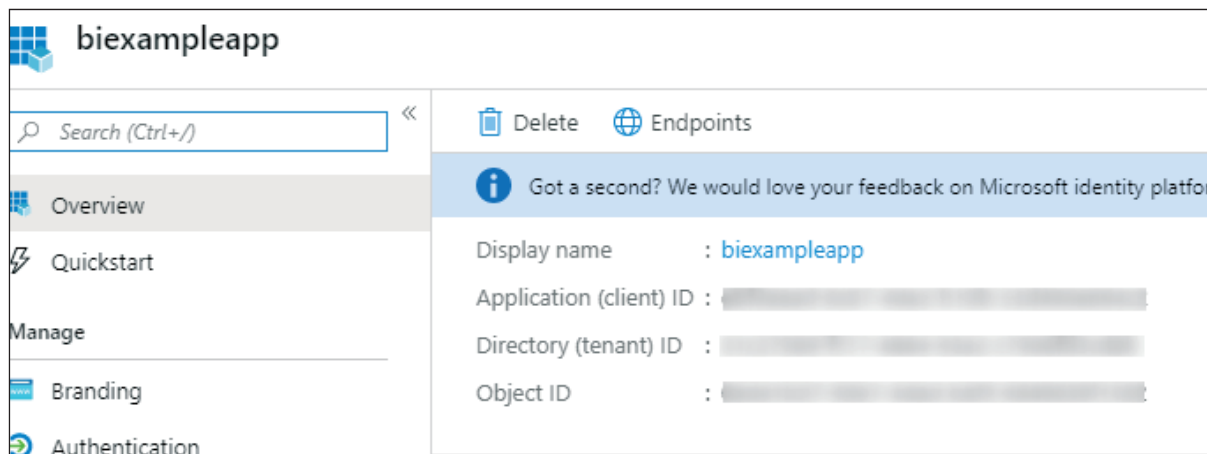 biexampleapp
Search (Ctrl+/)
Overview
Quickstart
Manage
Branding
Authentication
Delete
Endpoints
Got a second? We would love your feedback on Microsoft identity platfo
Display name : biexampleapp
Application (client) ID :
Directory (tenant) ID :
Object ID :